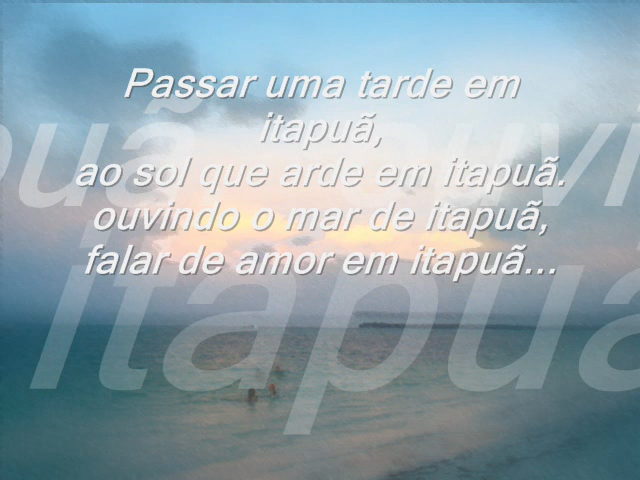 Passar uma tarde em
itapuã,
ao sol que arde em itapuã.
ouvindo o mar de itapuã,
falar de amor em itapuã...
itapuã